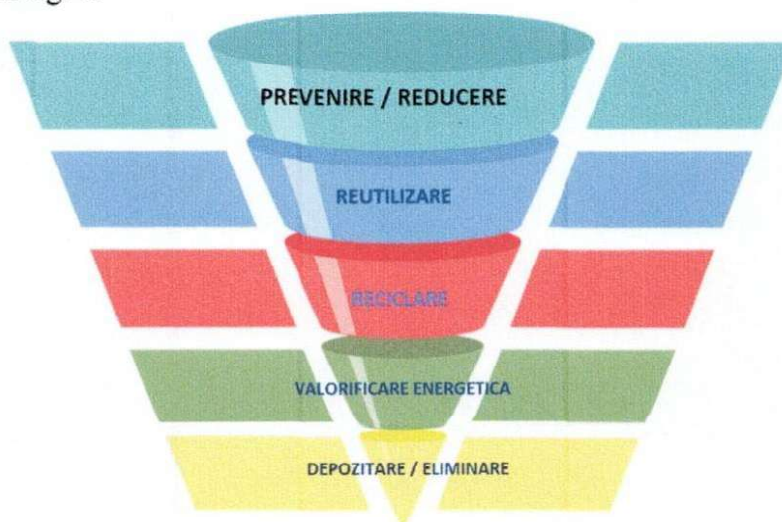 PREVENIRE / REDUCERE
REUTILIZARE
RECICLARE
VALORIFICARE ENERGETICA
DEPOZITARE / ELIMINARE